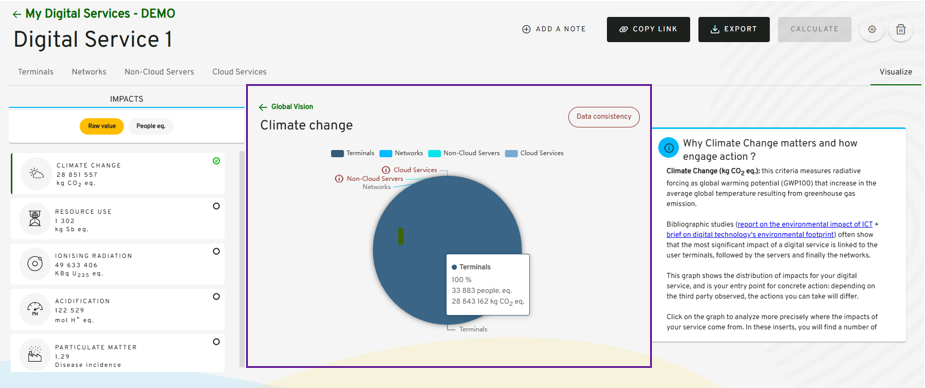 ← My Digital Services - DEMO
Digital Service 1
ADD A NOTE
COPY LINK
EXPORT
CALCULATE
Terminals
Networks
Non-Cloud Servers
Cloud Services
Visualize
IMPACTS
Raw value
People eq.
CLIMATE CHANGE
28 851 557
kg CO2 eq.
RESOURCE USE
1 302
kg Sb eq.
IONISING RADIATION
49 633 406
KBq U235 eq.
ACIDIFICATION
122 529
mol H+ eq.
PARTICULATE MATTER
1.29
Disease incidence
← Global Vision
Climate change
Data consistency
Terminals
Networks
Non-Cloud Servers
Cloud Services
Cloud Services
Non-Cloud Servers
Networks
Terminals
100 %
33 883 people. eq.
28 843 162 kg CO2 eq.
Terminals
Why Climate Change matters and how
engage action ?
Climate Change (kg CO2 eq.): this criteria measures radiative
forcing as global warming potential (GWP100) that increase in the
average global temperature resulting from greenhouse gas
emission.
Bibliographic studies (report on the environmental impact of ICT +
brief on digital technology's environmental footprint) often show
that the most significant impact of a digital service is linked to the
user terminals, followed by the servers and finally the networks.
This graph shows the distribution of impacts for your digital
service, and is your entry point for concrete action: depending on
the third party observed, the actions you can take will differ.
Click on the graph to analyze more precisely where the impacts of
your service come from. In these inserts, you will find a number of